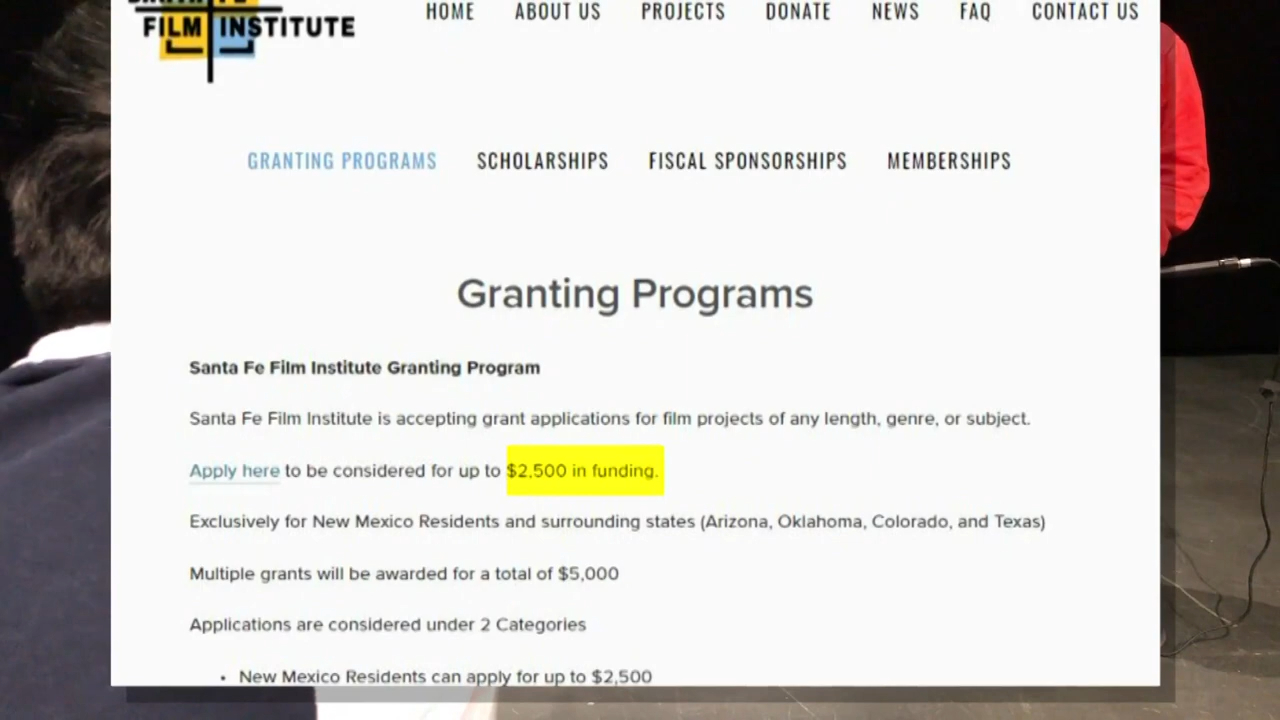 SANTA FE
FILM INSTITUTE
HOME ABOUT US PROJECTS DONATE NEWS FAQ CONTACT US
GRANTING PROGRAMS SCHOLARSHIPS FISCAL SPONSORSHIPS MEMBERSHIPS
Granting Programs
Santa Fe Film Institute Granting Program
Santa Fe Film Institute is accepting grant applications for film projects of any length, genre, or subject.
Apply here to be considered for up to $2,500 in funding.
Exclusively for New Mexico Residents and surrounding states (Arizona, Oklahoma, Colorado, and Texas)
Multiple grants will be awarded for a total of $5,000
Applications are considered under 2 Categories
• New Mexico Residents can apply for up to $2,500